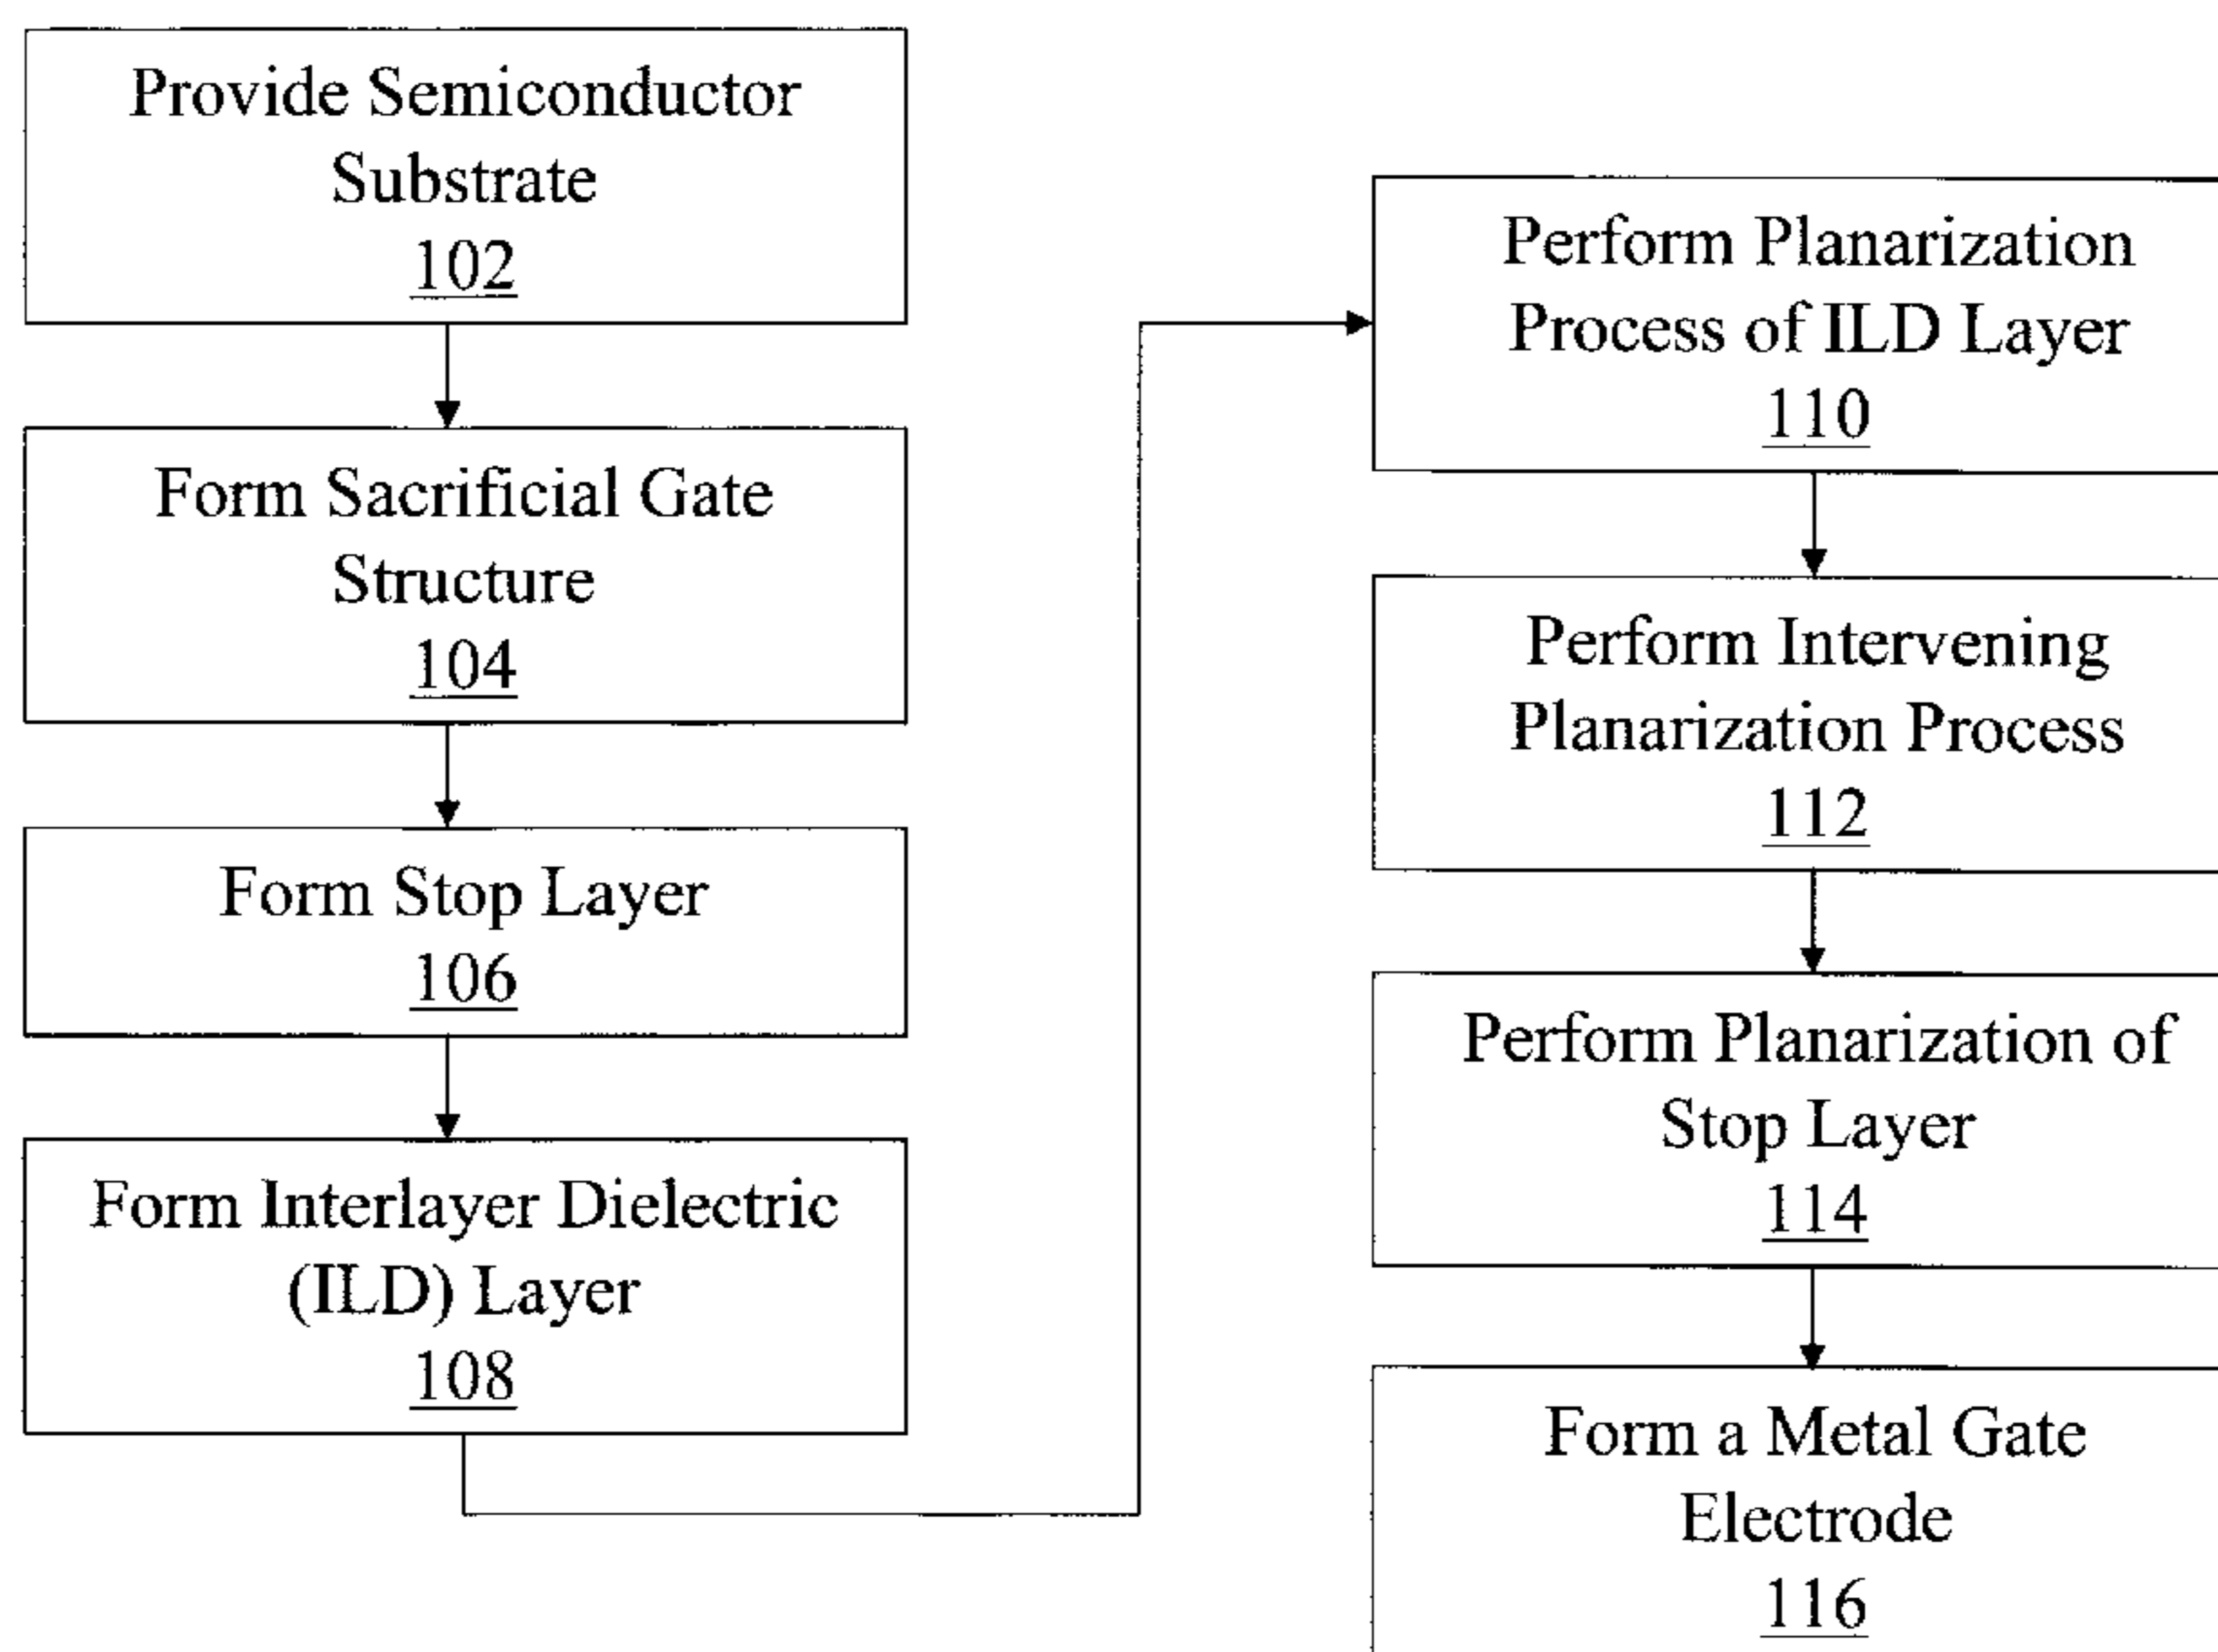 Provide Semiconductor
Substrate
102
Form Sacrificial Gate
Structure
104
Form Stop Layer
106
Form Interlayer Dielectric
(ILD) Layer
108
Perform Planarization
Process of ILD Layer
110
Perform Intervening
Planarization Process
112
Perform Planarization of
Stop Layer
114
Form a Metal Gate
Electrode
116